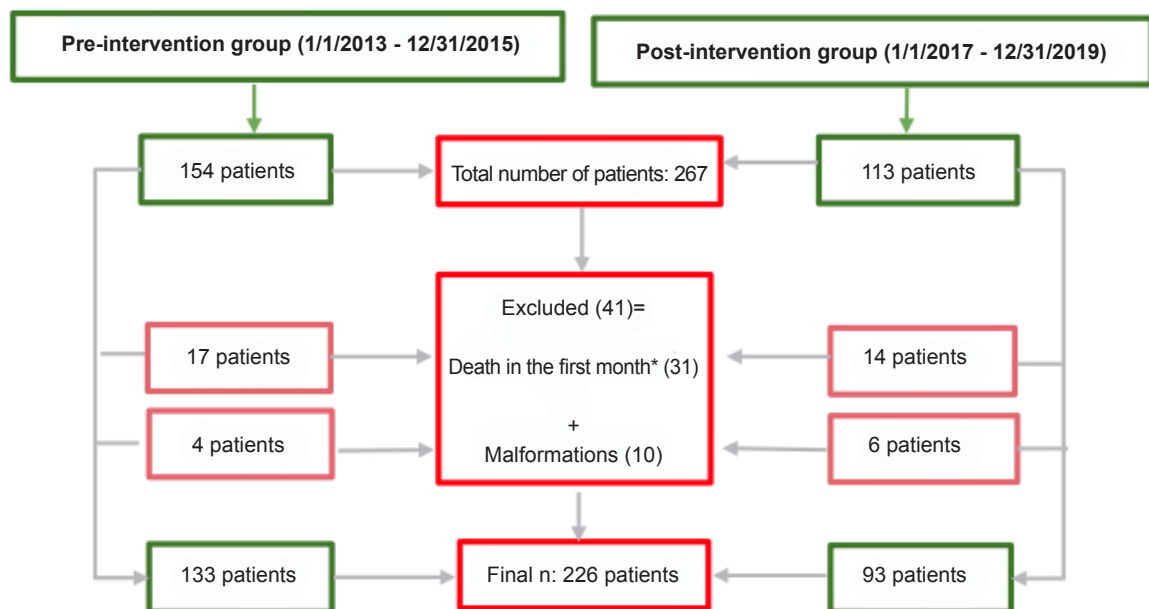 Pre-intervention group (1/1/2013 - 12/31/2015)
Post-intervention group (1/1/2017 - 12/31/2019)
154 patients
Total number of patients: 267
113 patients
Excluded (41)=
17 patients
Death in the first month* (31)
14 patients
+
4 patients
Malformations (10)
6 patients
133 patients
Final n: 226 patients
93 patients